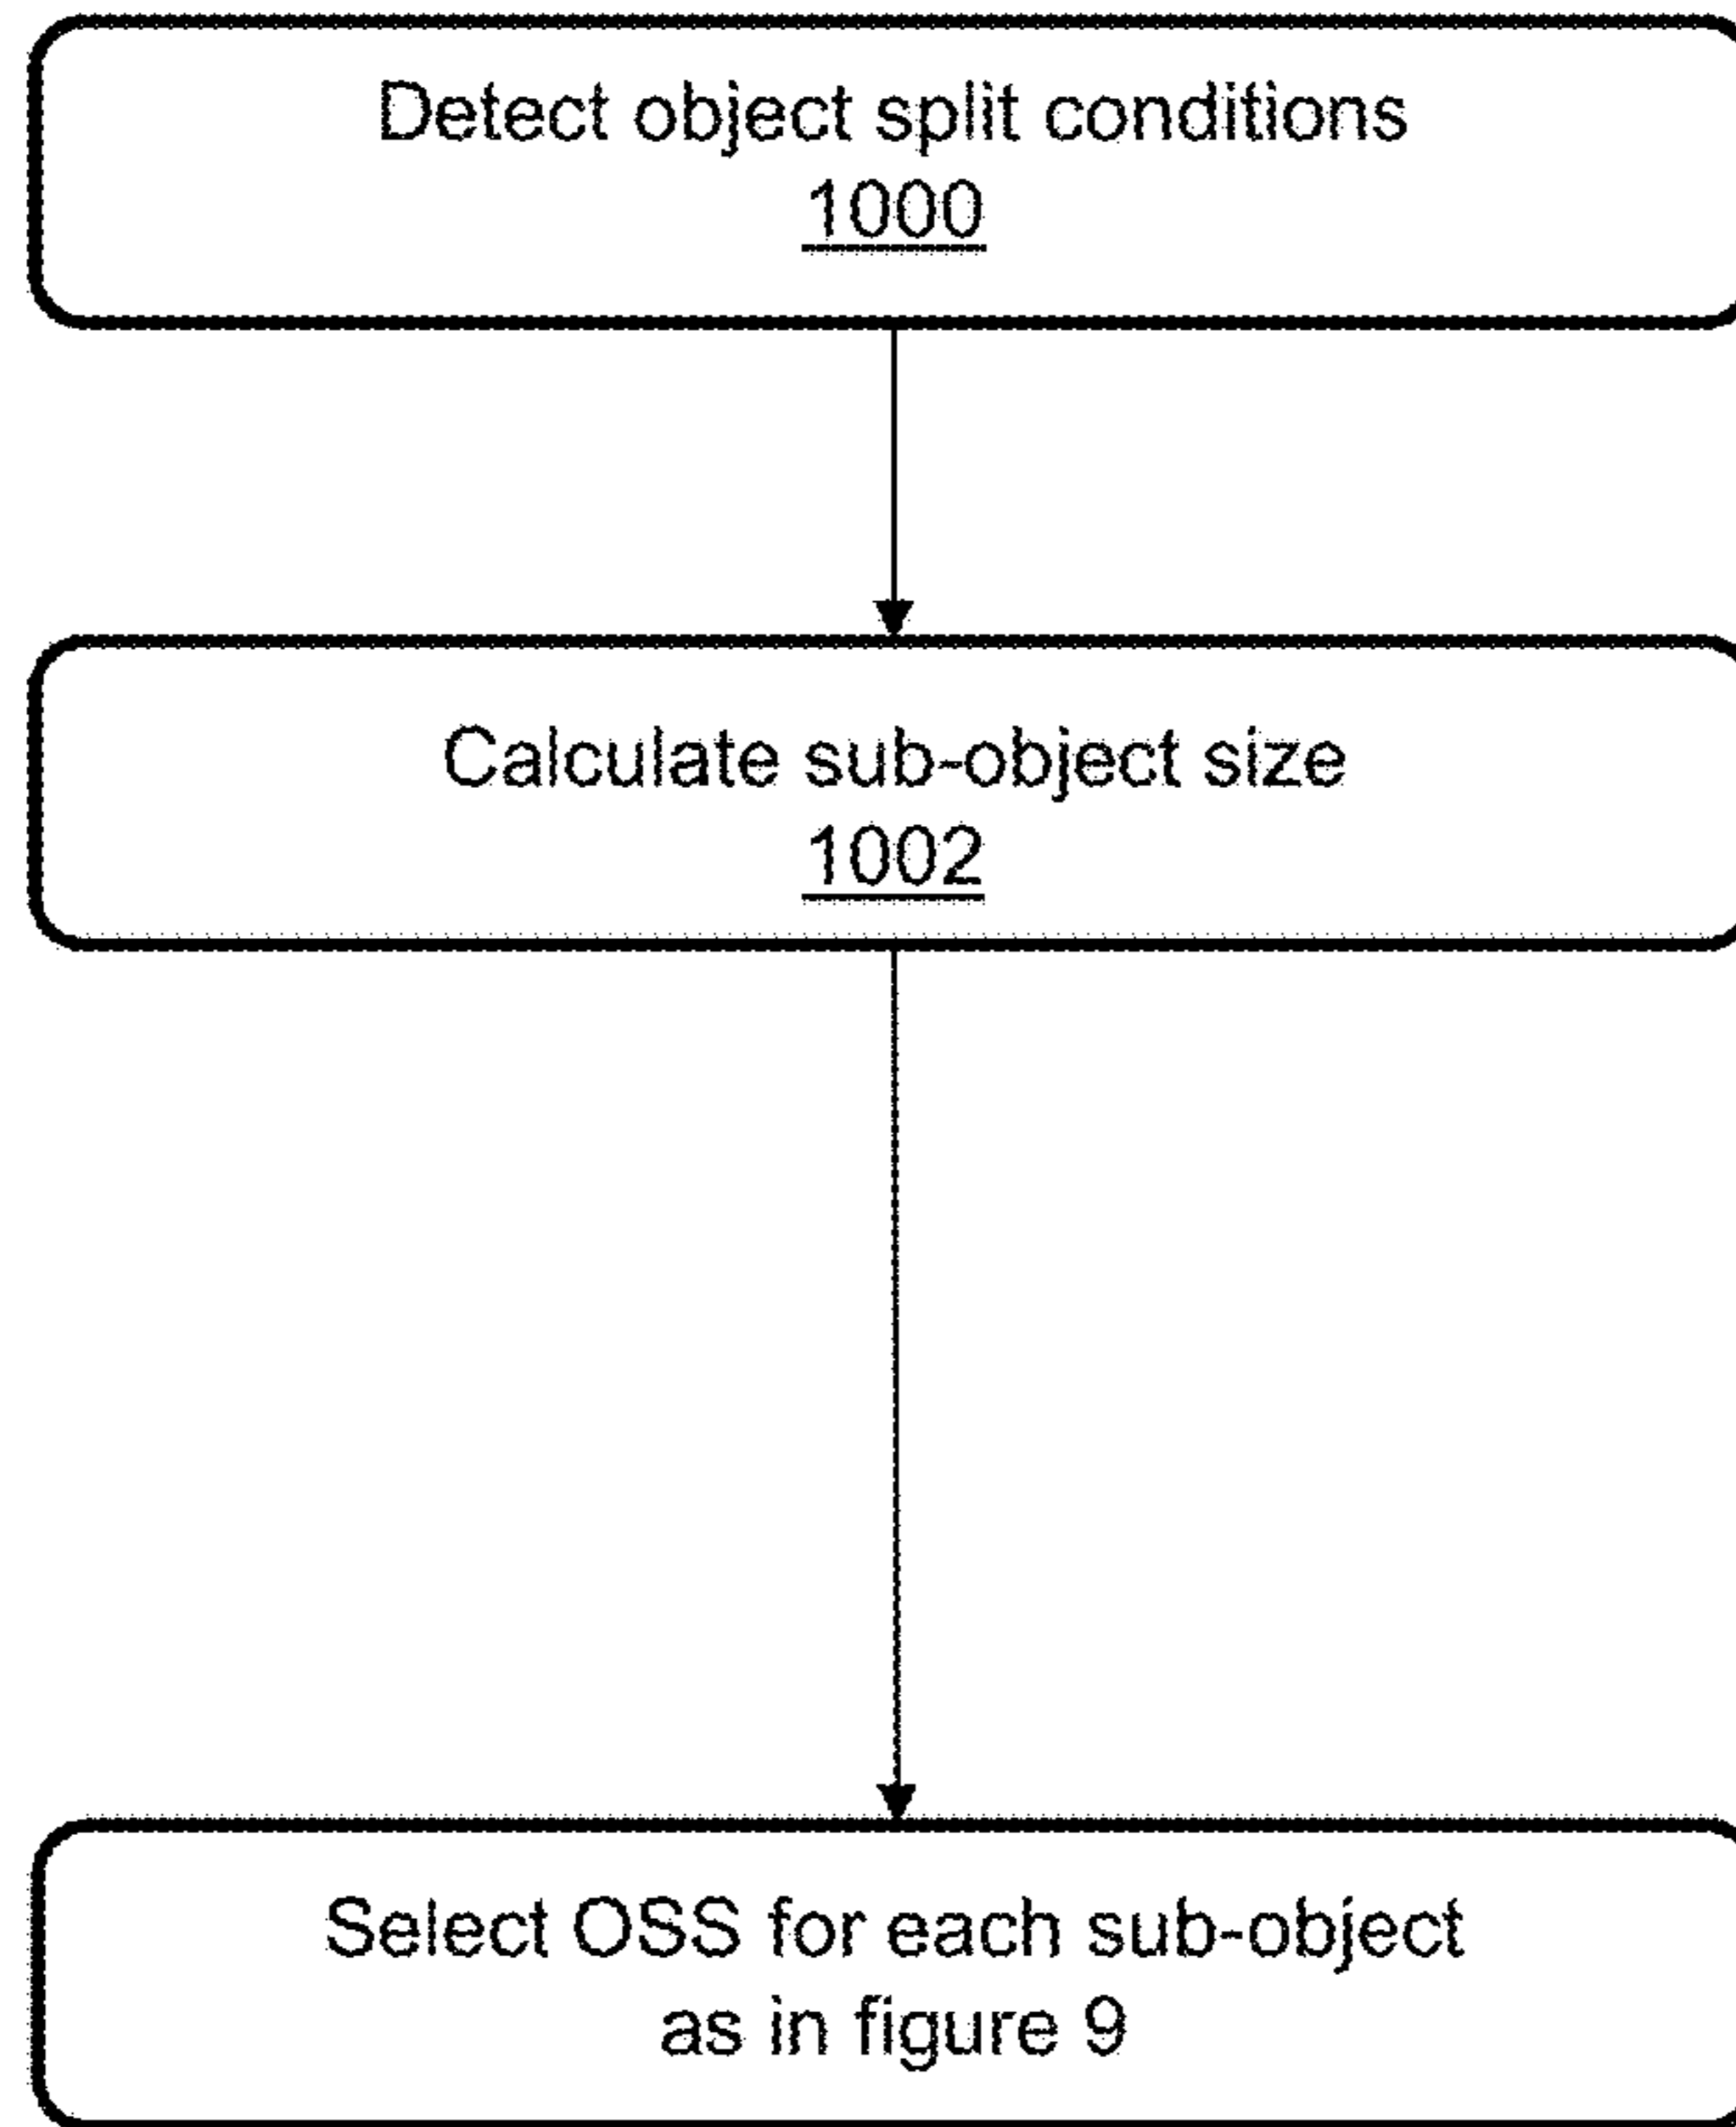 Detect object split conditions
1000
Calculate sub-object size
1002
Select OSS for each sub-object
as in figure 9